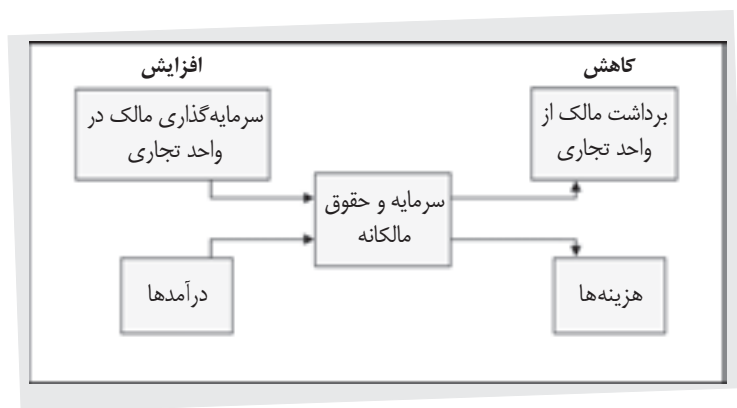 افزایش
کاهش
سرمایه‌گذاری مالک در
واحد تجاری
برداشت مالک از
واحد تجاری
سرمایه و حقوق
مالکانه
درآمدها
هزینه‌ها